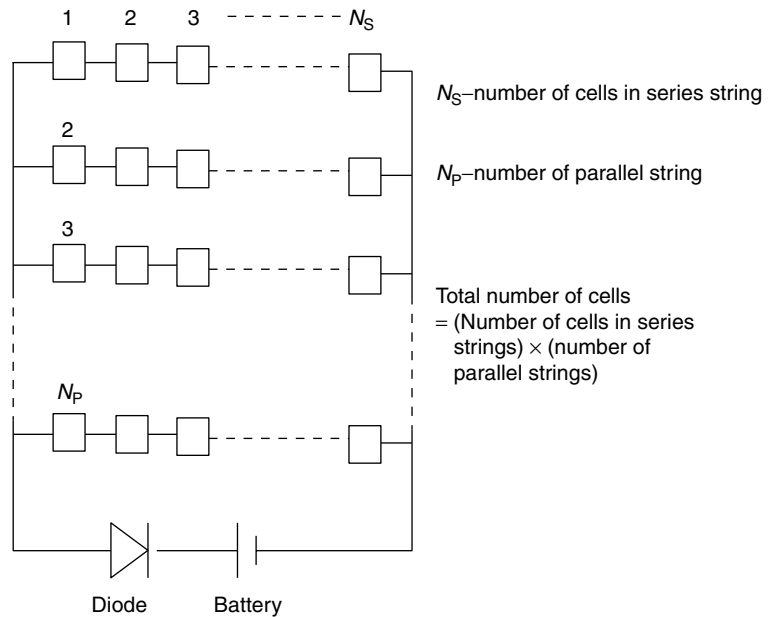 1 2 3 N_S
N_S–number of cells in series string
2
N_P–number of parallel string
3
Total number of cells
= (Number of cells in series
strings) × (number of
parallel strings)
N_P
Diode Battery